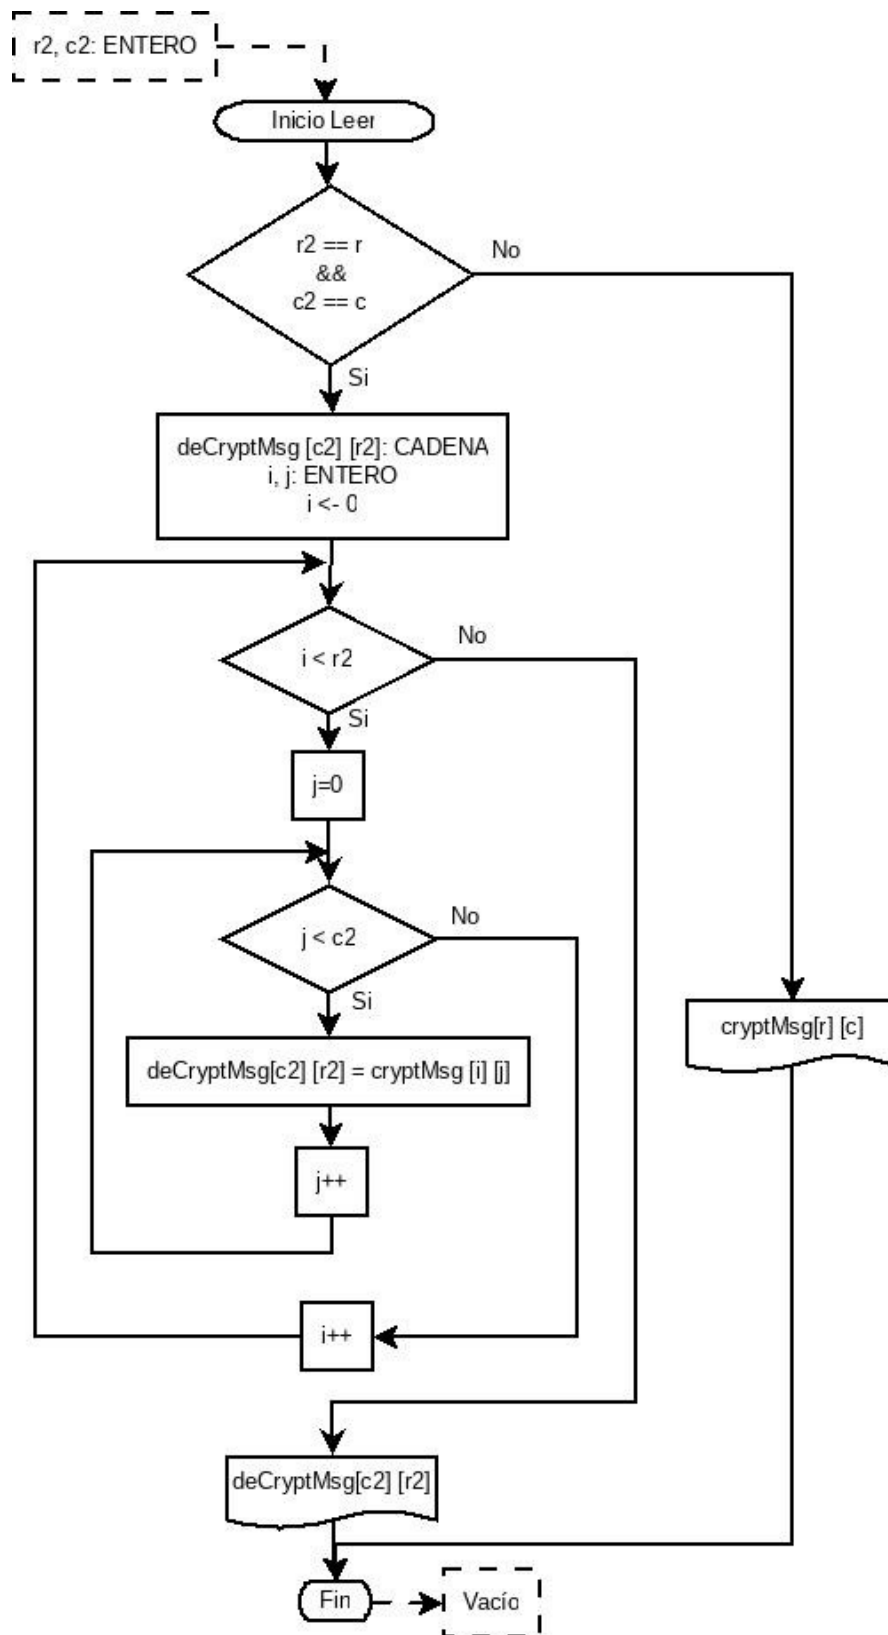 r2, c2: ENTERO
Inicio Leer
r2 == r
&&
c2 == c
No
Si
deCryptMsg [c2] [r2]: CADENA
i, j: ENTERO
i <- 0
i < r2
No
Si
j=0
j < c2
No
Si
deCryptMsg[c2] [r2] = cryptMsg [i] [j]
cryptMsg[r] [c]
j++
i++
deCryptMsg[c2] [r2]
Fin
Vacío